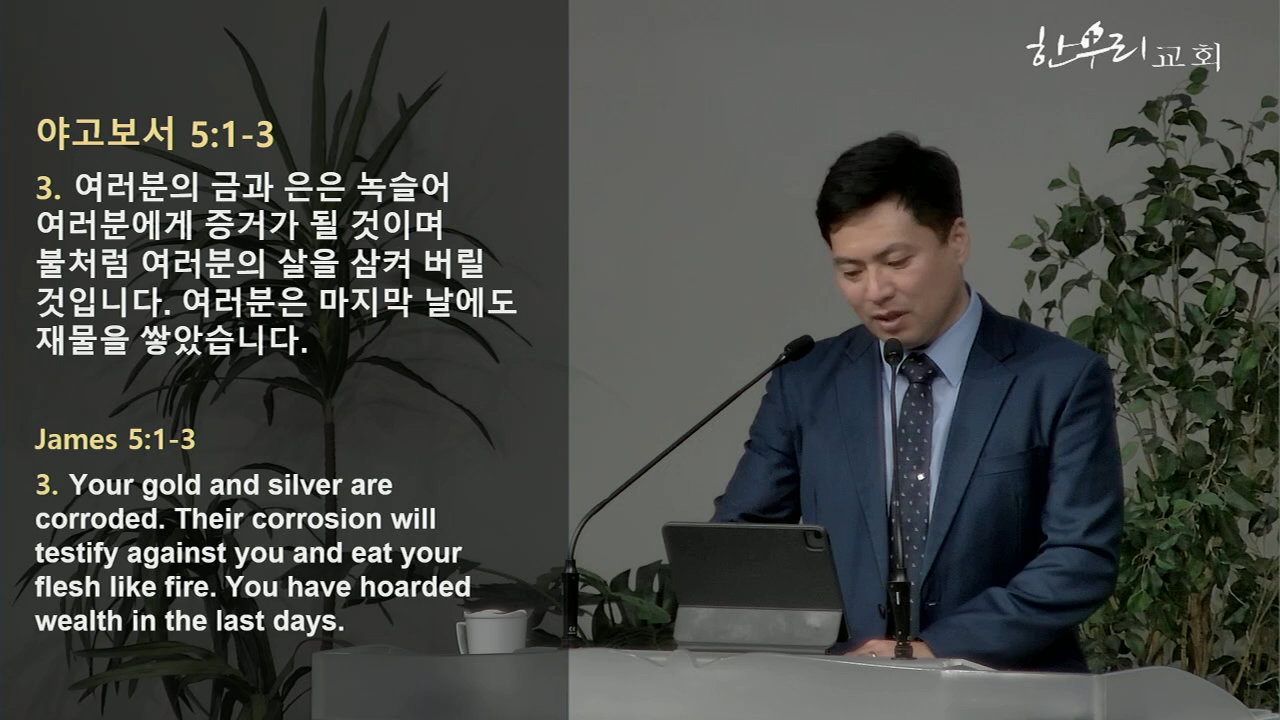 한우리교회
야고보서 5:1-3
3. 여러분의 금과 은은 녹슬어
여러분에게 증거가 될 것이며
불처럼 여러분의 살을 삼켜 버릴
것입니다. 여러분은 마지막 날에도
재물을 쌓았습니다.
James 5:1-3
3. Your gold and silver are
corroded. Their corrosion will
testify against you and eat your
flesh like fire. You have hoarded
wealth in the last days.